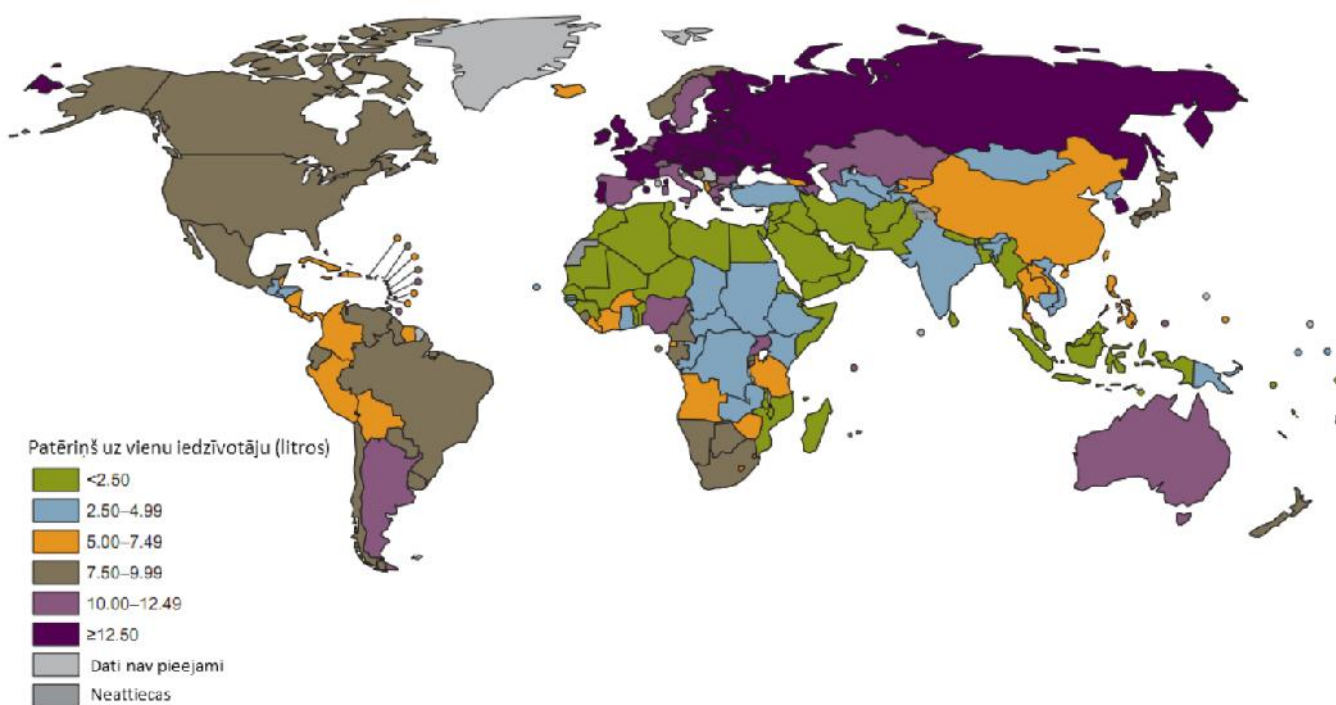 Patēriņš uz vienu iedzīvotāju (litros)
<2.50
2.50–4.99
5.00–7.49
7.50–9.99
10.00–12.49
≥12.50
Dati nav pieejami
Neattiecas